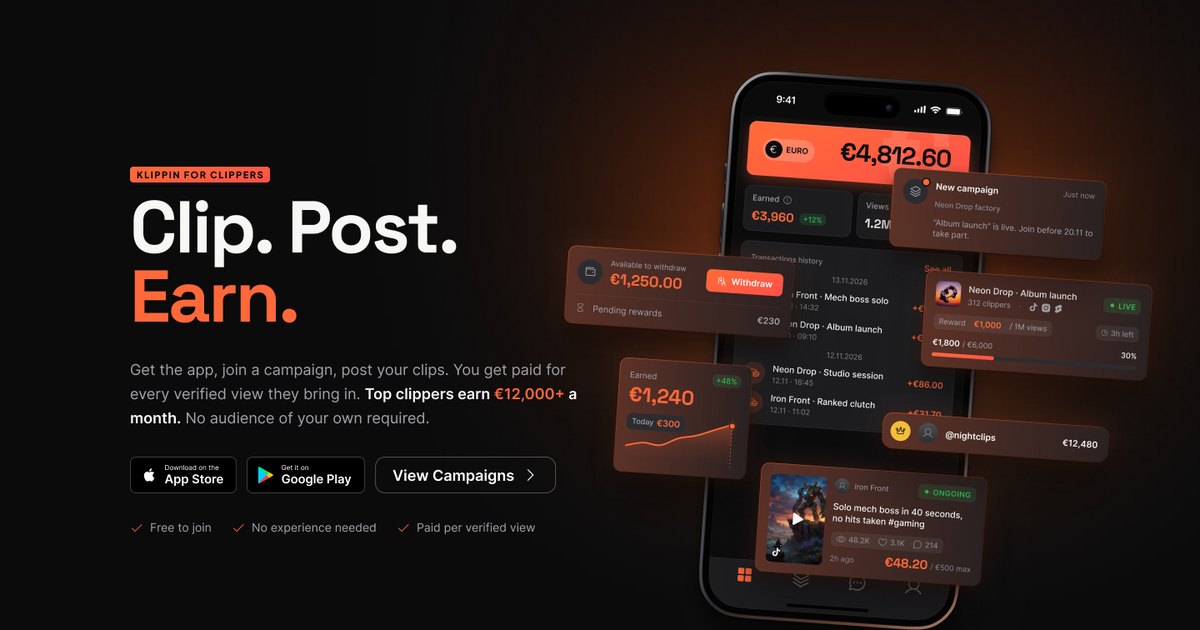 KLIPPIN FOR CLIPPERS
Clip. Post.
Earn.
Get the app, join a campaign, post your clips. You get paid for
every verified view they bring in. Top clippers earn €12,000+ a
month. No audience of your own required.
Download on the
App Store
Get it on
Google Play
View Campaigns
Free to join
No experience needed
Paid per verified view
9:41
EURO
€4,812.60
Earned
€3,960
+12%
Views
1.2M
New campaign
Just now
Neon Drop factory
"Album launch" is live. Join before 20.11 to
take part.
Transactions history
See all
13.11.2026
Front · Mech boss solo
14:32
Drop · Album launch
09:10
12.11.2026
Neon Drop · Studio session
12.11 · 16:45
+€86.00
Iron Front · Ranked clutch
12.11 · 11:02
+€31.70
Available to withdraw
€1,250.00
Withdraw
Pending rewards
€230
Neon Drop · Album launch
312 clippers
LIVE
Reward €1,000 / 1M views
3h left
€1,800 / €6,000
30%
Earned
+48%
€1,240
Today €300
@nightclips
€12,480
Iron Front
ONGOING
Solo mech boss in 40 seconds,
no hits taken #gaming
48.2K
3.1K
214
2h ago
€48.20 / €500 max